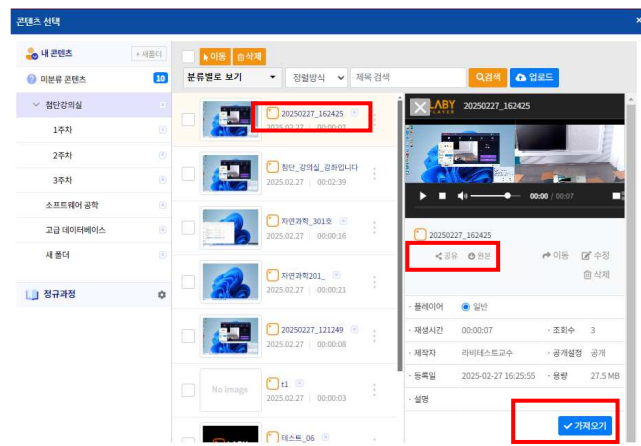 콘텐츠 선택
내 콘텐츠
+ 새폴더
미분류 콘텐츠
10
첨단강의실
1주차
2주차
3주차
소프트웨어 공학
고급 데이터베이스
새 폴더
정규과정
이동
삭제
분류별로 보기
정렬방식
제목 검색
검색
업로드
20250227_162425
2025.02.27 | 00:00:07
첨단_강의실_강좌입니다
2025.02.27 | 00:02:39
자연과학_301호
2025.02.27 | 00:00:16
자연과학201_
2025.02.27 | 00:00:21
20250227_121249
2025.02.27 | 00:00:08
No Image
t1
2025.02.27 | 00:00:03
테스트_06
LABY
PLAYER
20250227_162425
00:00 / 00:07
20250227_162425
공유
원본
이동
수정
삭제
· 플레이어
일반
· 재생시간 00:00:07 · 조회수 3
· 제작자 라비테스트교수 · 공개설정 공개
· 등록일 2025-02-27 16:25:55 · 용량 27.5 MB
· 설명
가져오기